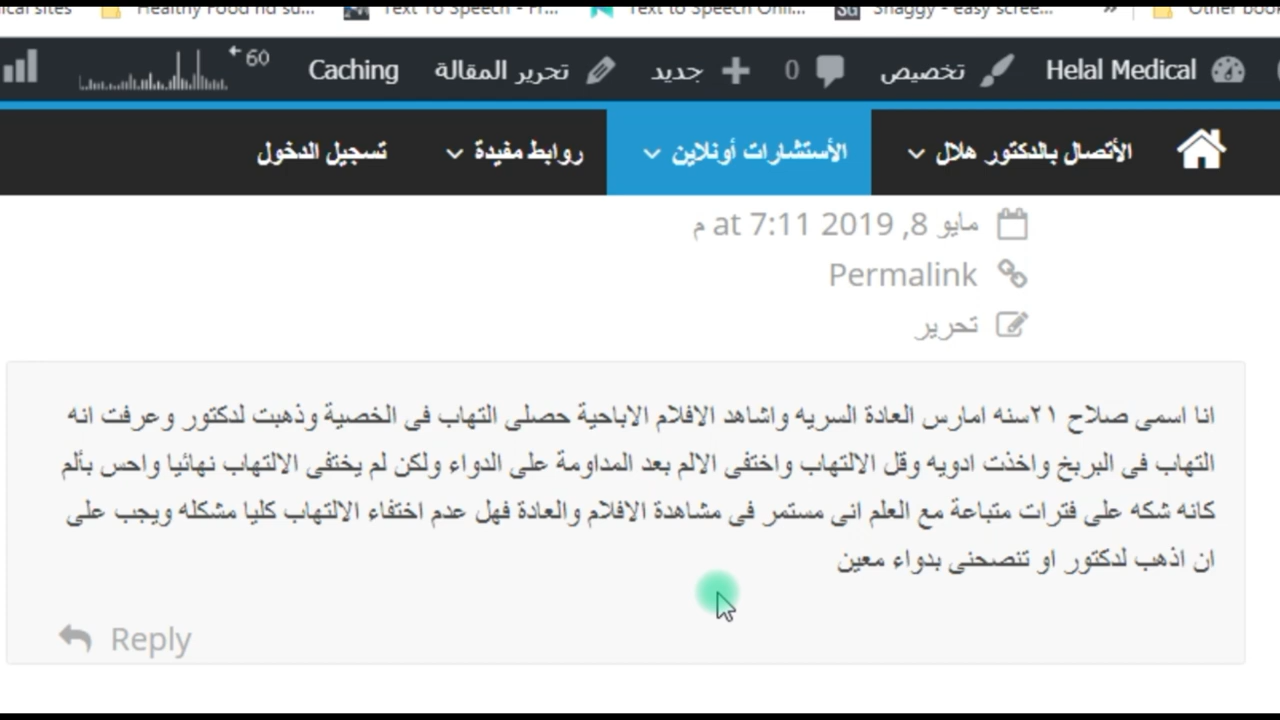 Healthy Food nd su...
Text To Speech - Fr...
Text to Speech Onli...
Shaggy - easy scree...
»
Helal Medical
تخصيص
0
جديد
تحرير المقالة
Caching
60
الأتصال بالدكتور هلال
الأستشارات أونلاين
روابط مفيدة
تسجيل الدخول
مايو 8, 2019 at 7:11 م
Permalink
تحرير
انا اسمى صلاح ٢١سنه امارس العادة السريه واشاهد الافلام الاباحية حصلى التهاب فى الخصية وذهبت لدكتور وعرفت انه
التهاب فى البربخ واخذت ادويه وقل الالتهاب واختفى الالم بعد المداومة على الدواء ولكن لم يختفى الالتهاب نهائيا واحس بألم
كانه شكه على فترات متباعة مع العلم انى مستمر فى مشاهدة الافلام والعادة فهل عدم اختفاء الالتهاب كليا مشكله ويجب على
ان اذهب لدكتور او تنصحنى بدواء معين
Reply